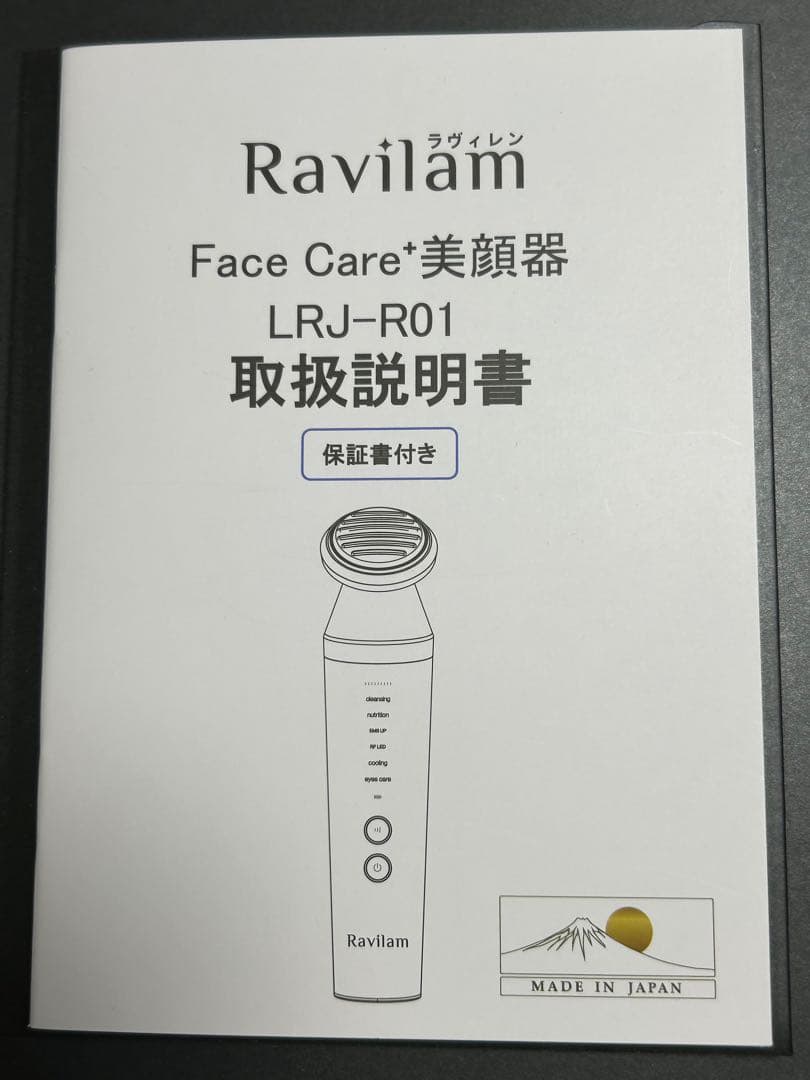 ラヴィレン
Ravilam
Face Care+美顔器
LRJ-R01
取扱説明書
保証書付き
cleansing
nutrition
EMS UP
RF LED
cooling
eyes care
Ravilam
MADE IN JAPAN